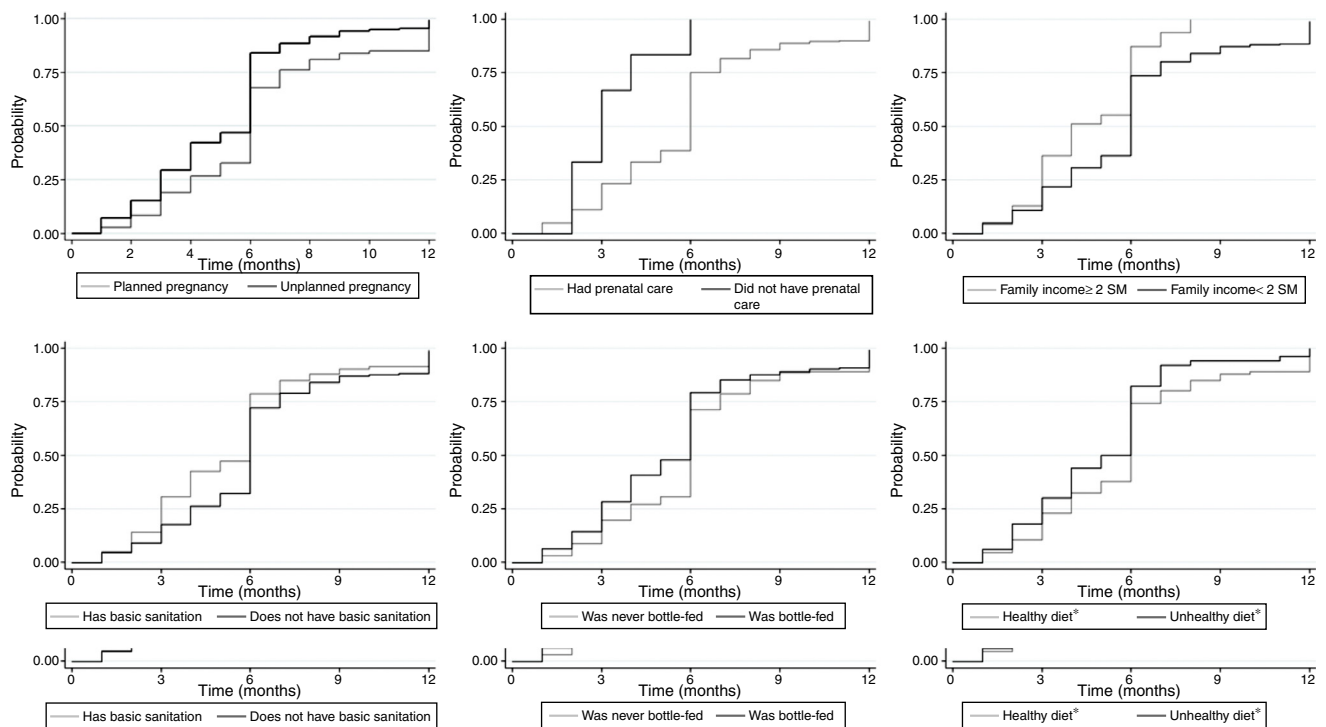 1.00 1.00 1.00
0.75 0.75 0.75
0.50 0.50 0.50
0.25 0.25 0.25
0.00 0.00 0.00
Probability Probability Probability
0 2 4 6 8 10 12 0 3 6 9 12 0 3 6 9 12
Time (months) Time (months) Time (months)
Planned pregnancy Unplanned pregnancy Had prenatal care Did not have prenatal Family income≥ 2 SM Family income< 2 SM
care
1.00 1.00 1.00
0.75 0.75 0.75
0.50 0.50 0.50
0.25 0.25 0.25
0.00 0.00 0.00
Probability Probability Probability
0 3 6 9 12 0 3 6 9 12 0 3 6 9 12
Time (months) Time (months) Time (months)
Has basic sanitation Does not have basic sanitation Was never bottle-fed Was bottle-fed Healthy diet* Unhealthy diet*
0.00 0.00 0.00
0 3 6 9 12 0 3 6 9 12 0 3 6 9 12
Time (months) Time (months) Time (months)
Has basic sanitation Does not have basic sanitation Was never bottle-fed Was bottle-fed Healthy diet* Unhealthy diet*